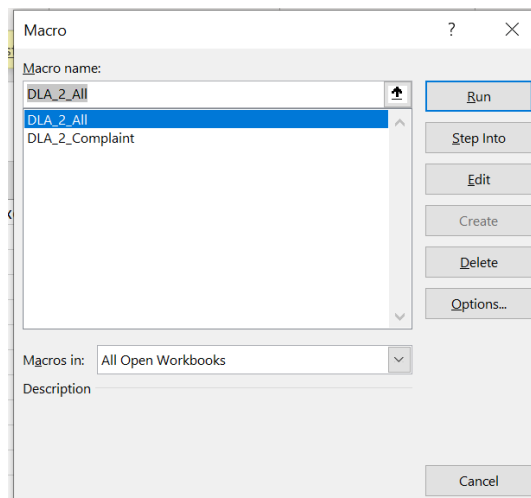 Macro
?
Macro name:
DLA_2_All
Run
DLA_2_All
DLA_2_Complaint
Step Into
Edit
Create
Delete
Options...
Macros in: All Open Workbooks
Description
Cancel